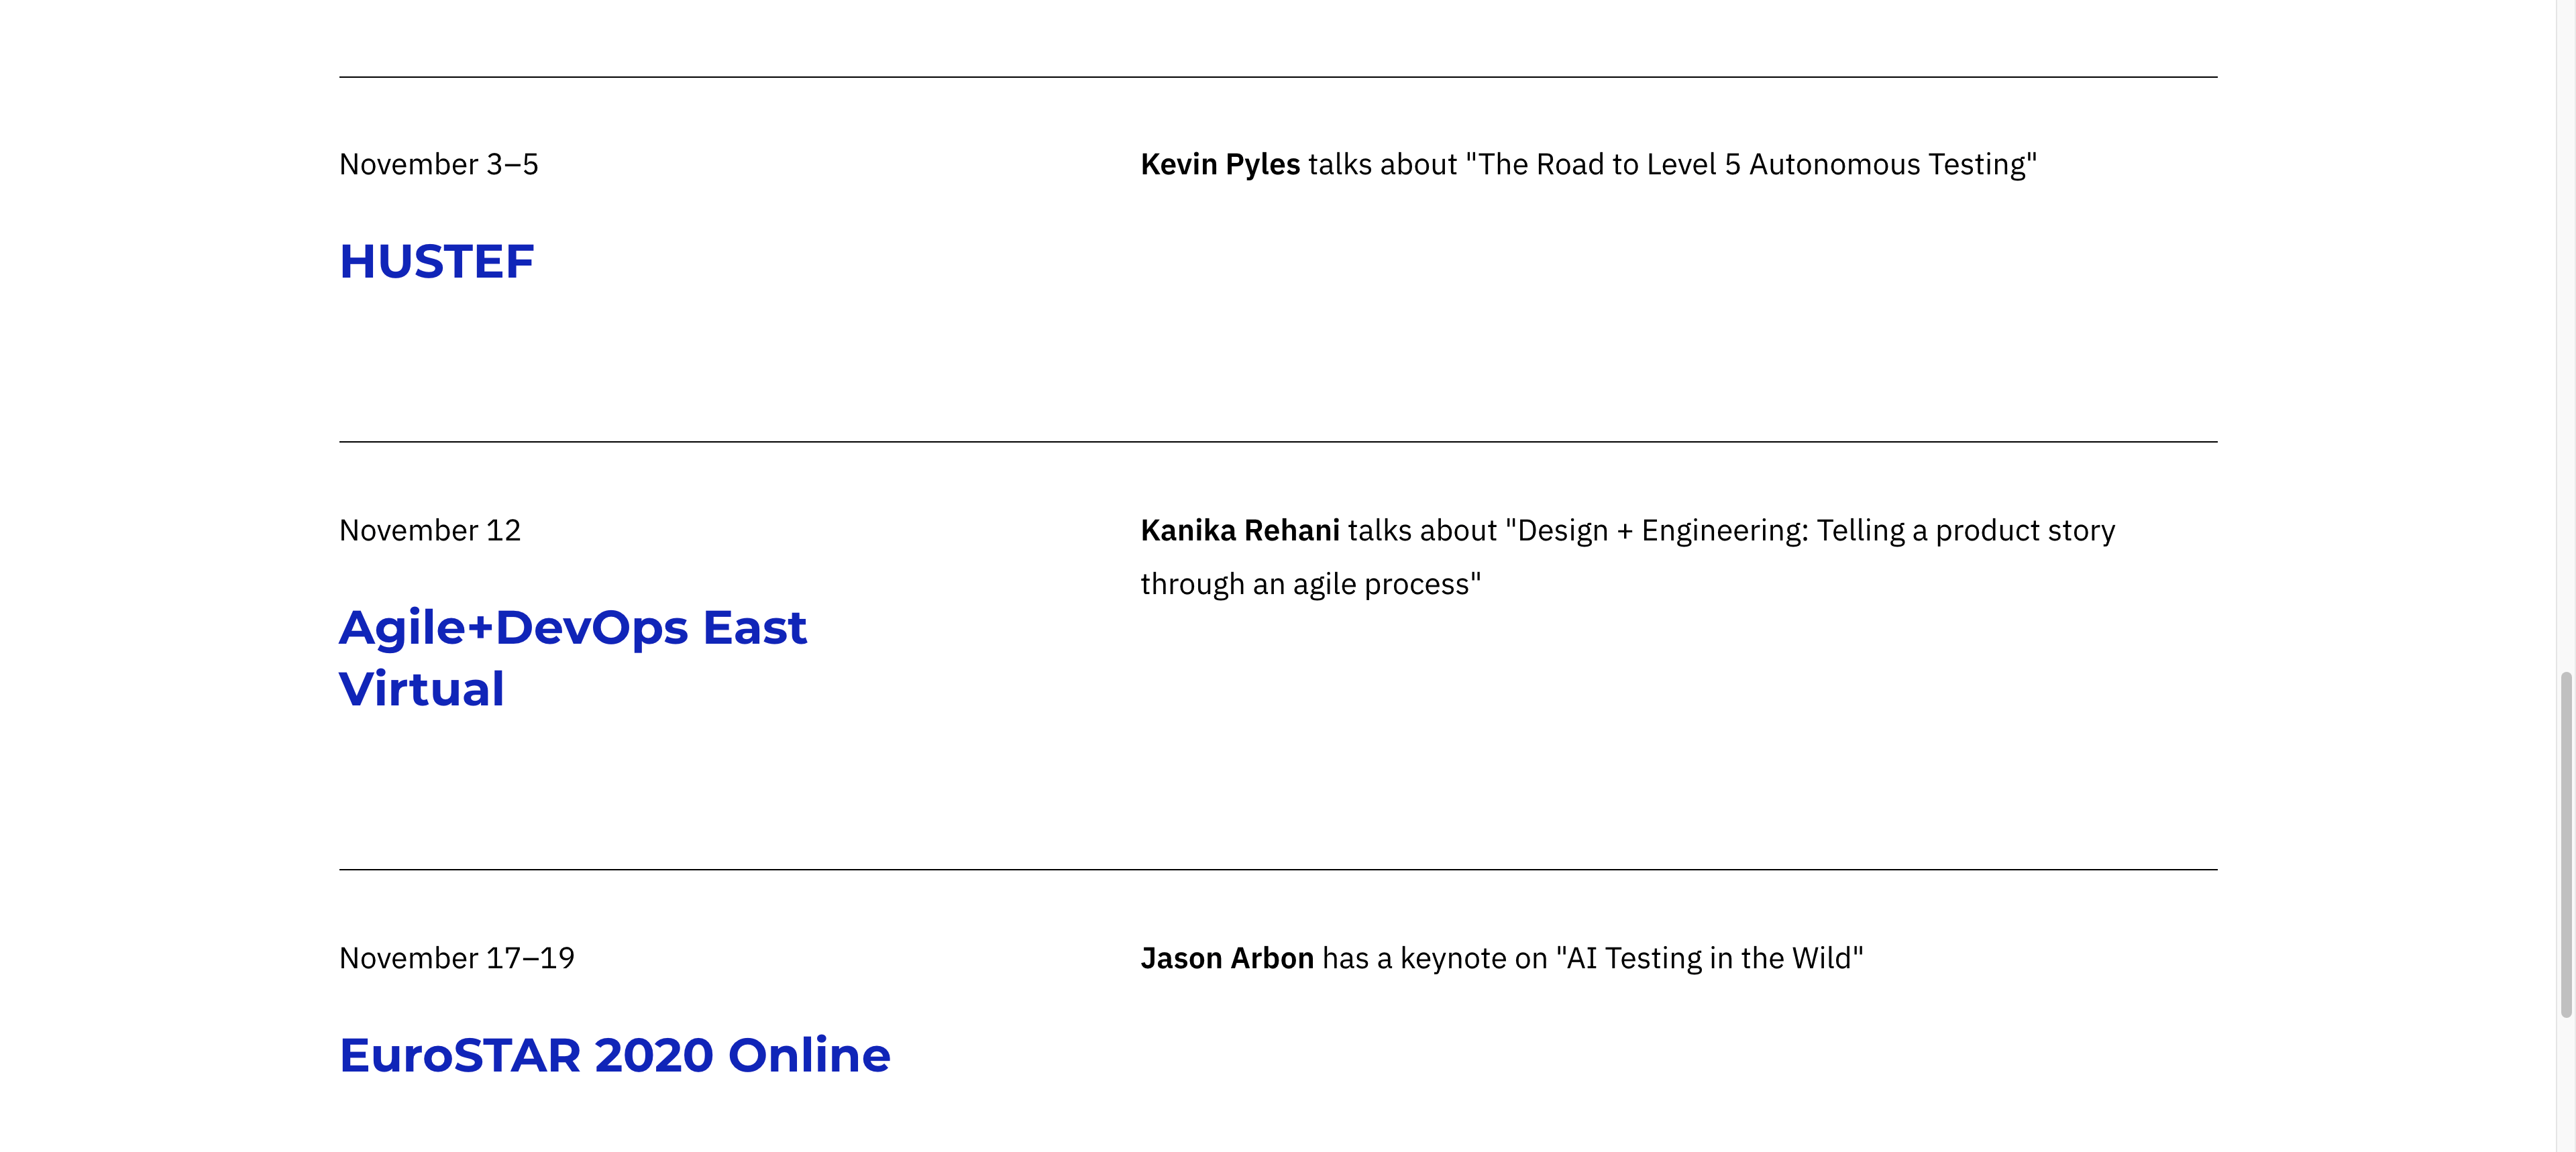 November 3–5
Kevin Pyles talks about "The Road to Level 5 Autonomous Testing"
HUSTEF
November 12
Kanika Rehani talks about "Design + Engineering: Telling a product story
through an agile process"
Agile+DevOps East
Virtual
November 17–19
Jason Arbon has a keynote on "AI Testing in the Wild"
EuroSTAR 2020 Online